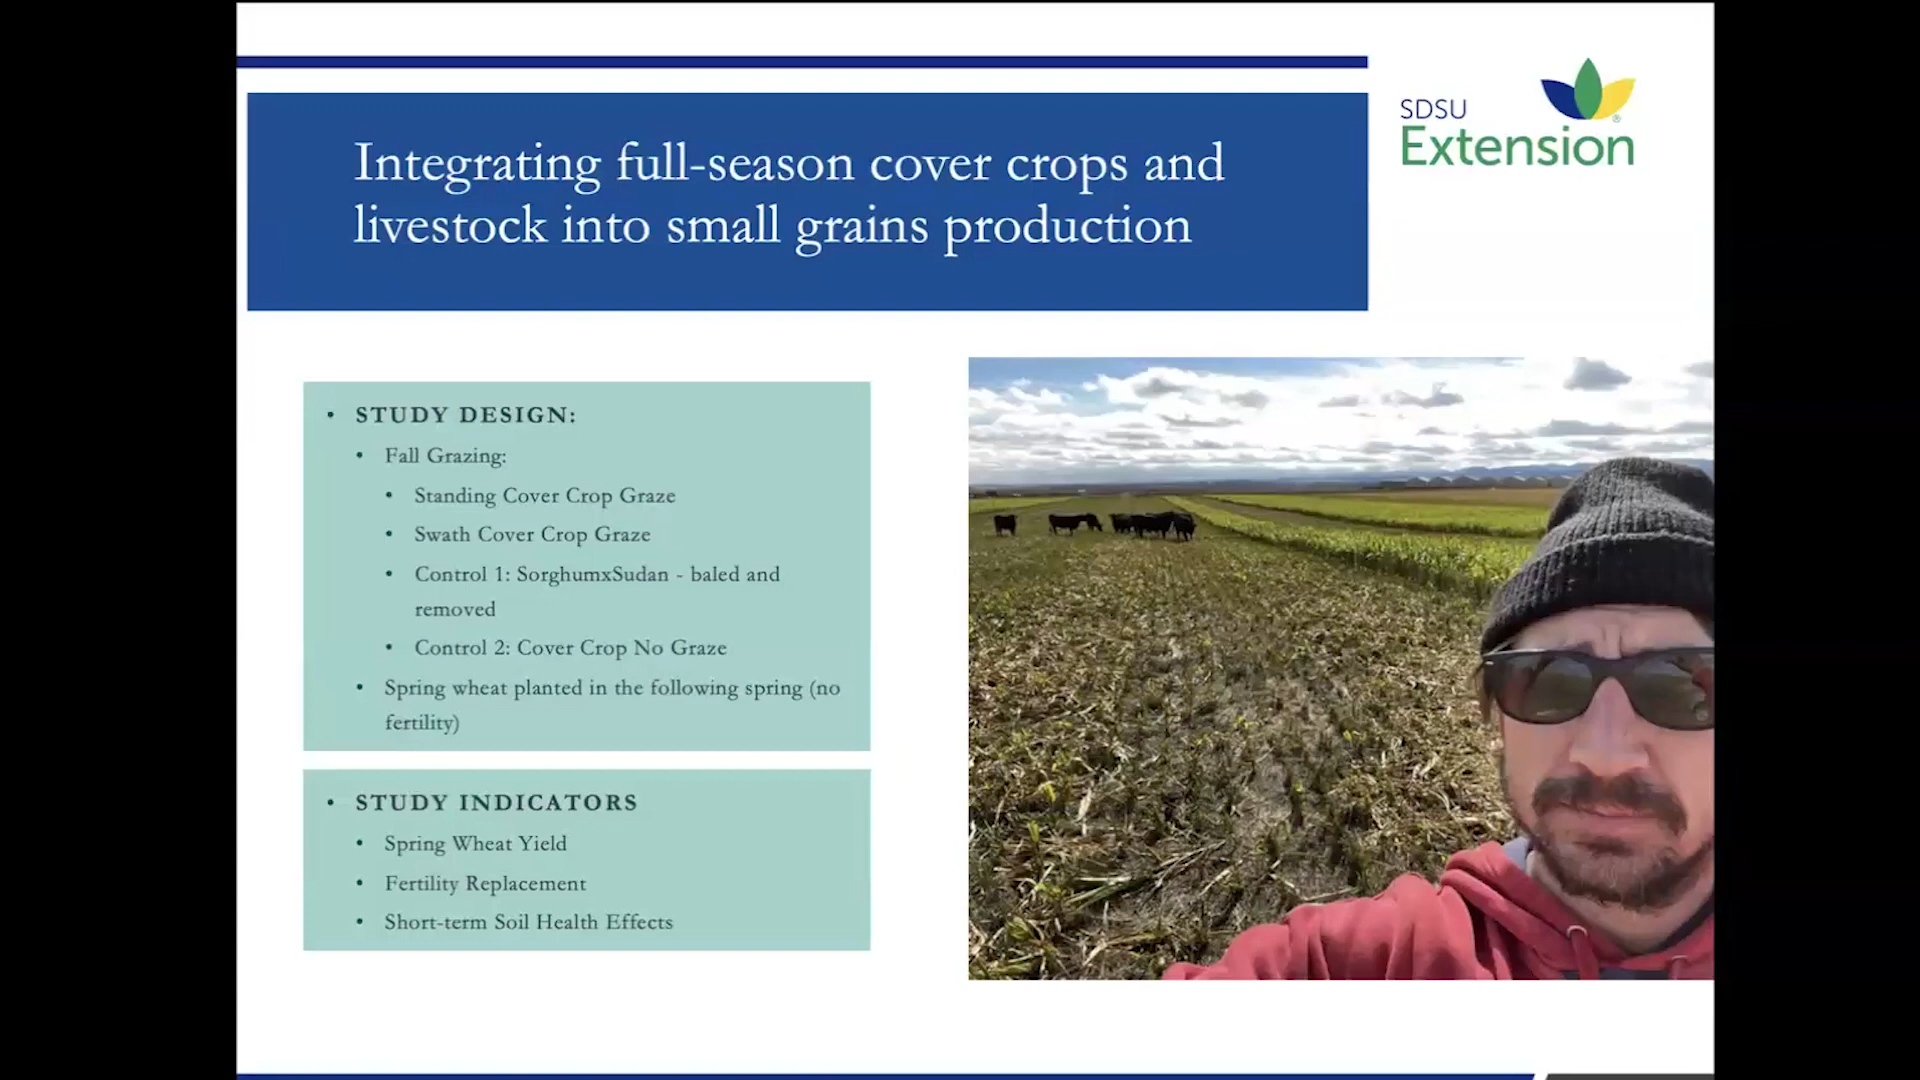 SDSU
Extension
Integrating full-season cover crops and
livestock into small grains production
• STUDY DESIGN:
• Fall Grazing:
• Standing Cover Crop Graze
• Swath Cover Crop Graze
• Control 1: SorghumxSudan - baled and
removed
• Control 2: Cover Crop No Graze
• Spring wheat planted in the following spring (no
fertility)
• STUDY INDICATORS
• Spring Wheat Yield
• Fertility Replacement
• Short-term Soil Health Effects